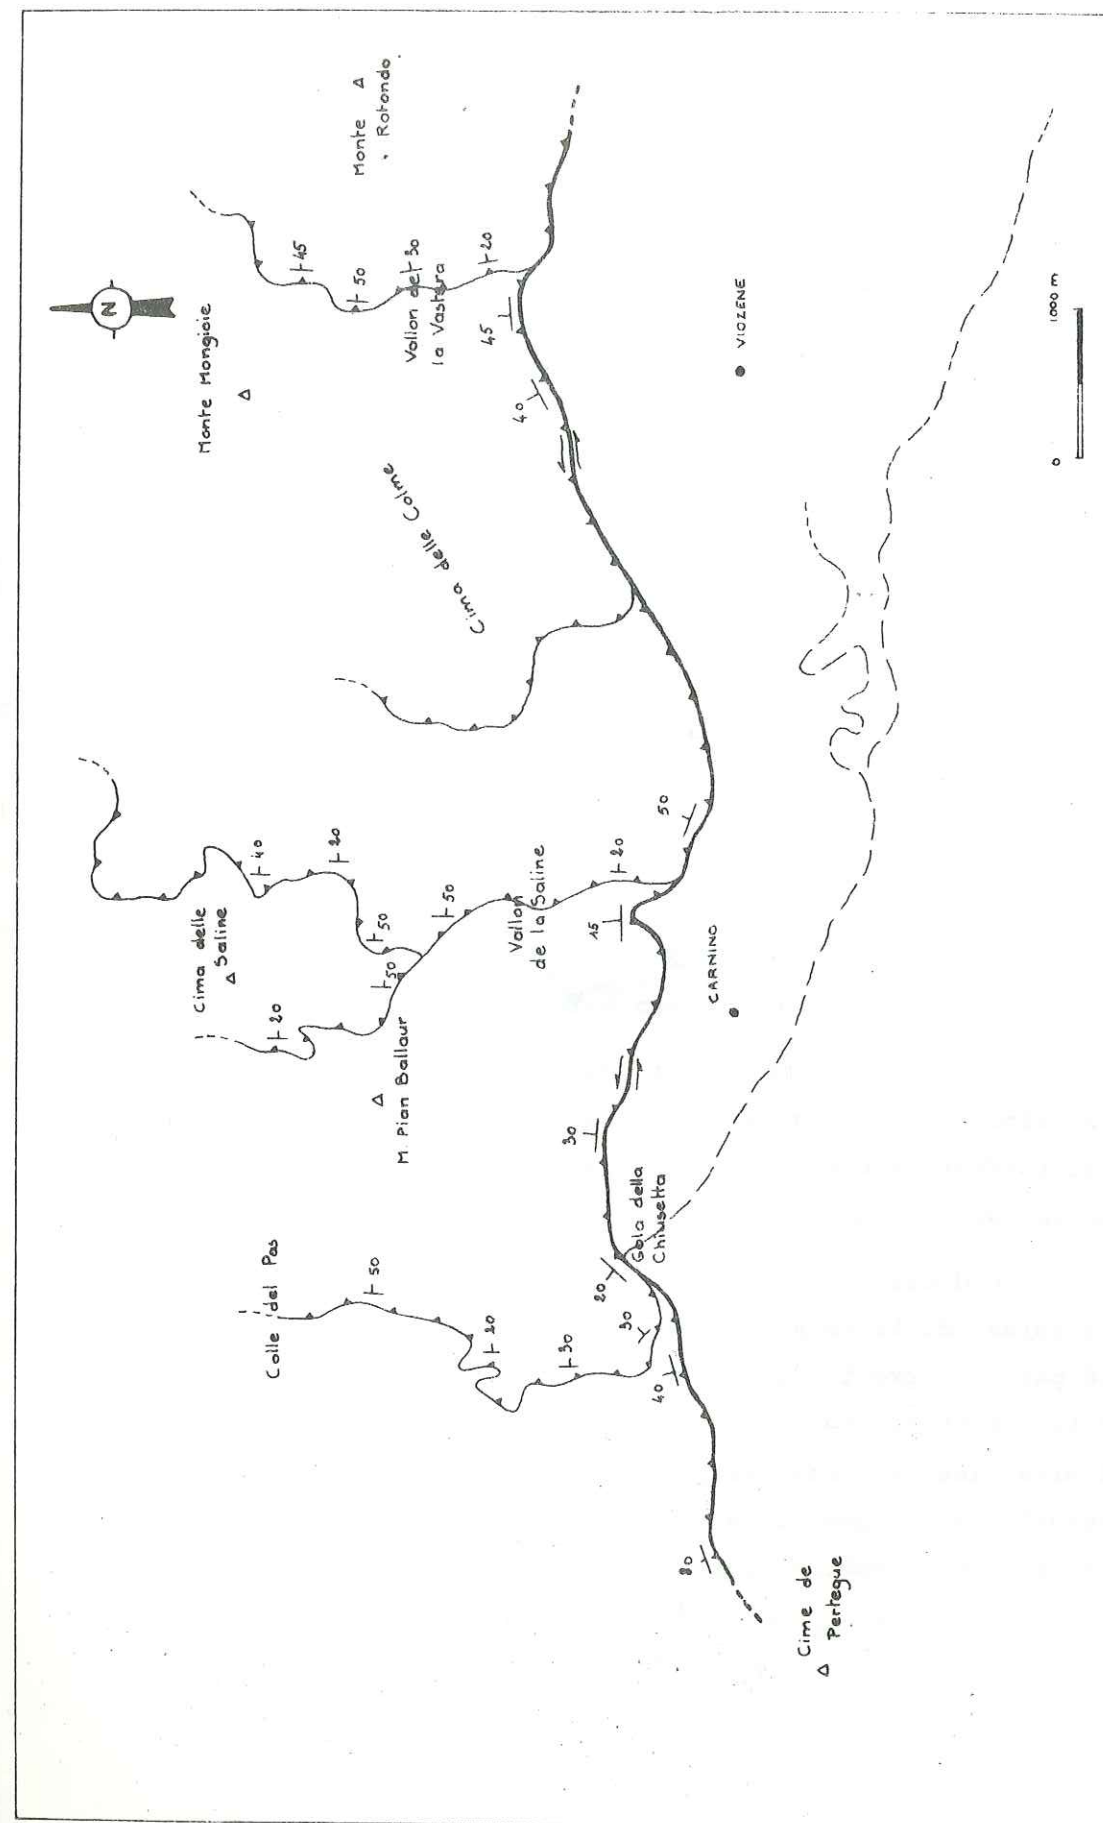 N
Cima delle
Saline
Monte Mongioie
Colle del Pas
Monte
Rotondo
40
20
45
20
50
50
M. Pian Ballaur
50
50
50
Cima delle Colme
Vallon de
la Vastera
30
20
20
30
Vallon
de la Saline
45
40
30
15
20
20
30
Gola della
Chiusetta
40
50
80
CARNINO
VIOZENE
Cime de
Pertegue
0
1000 m